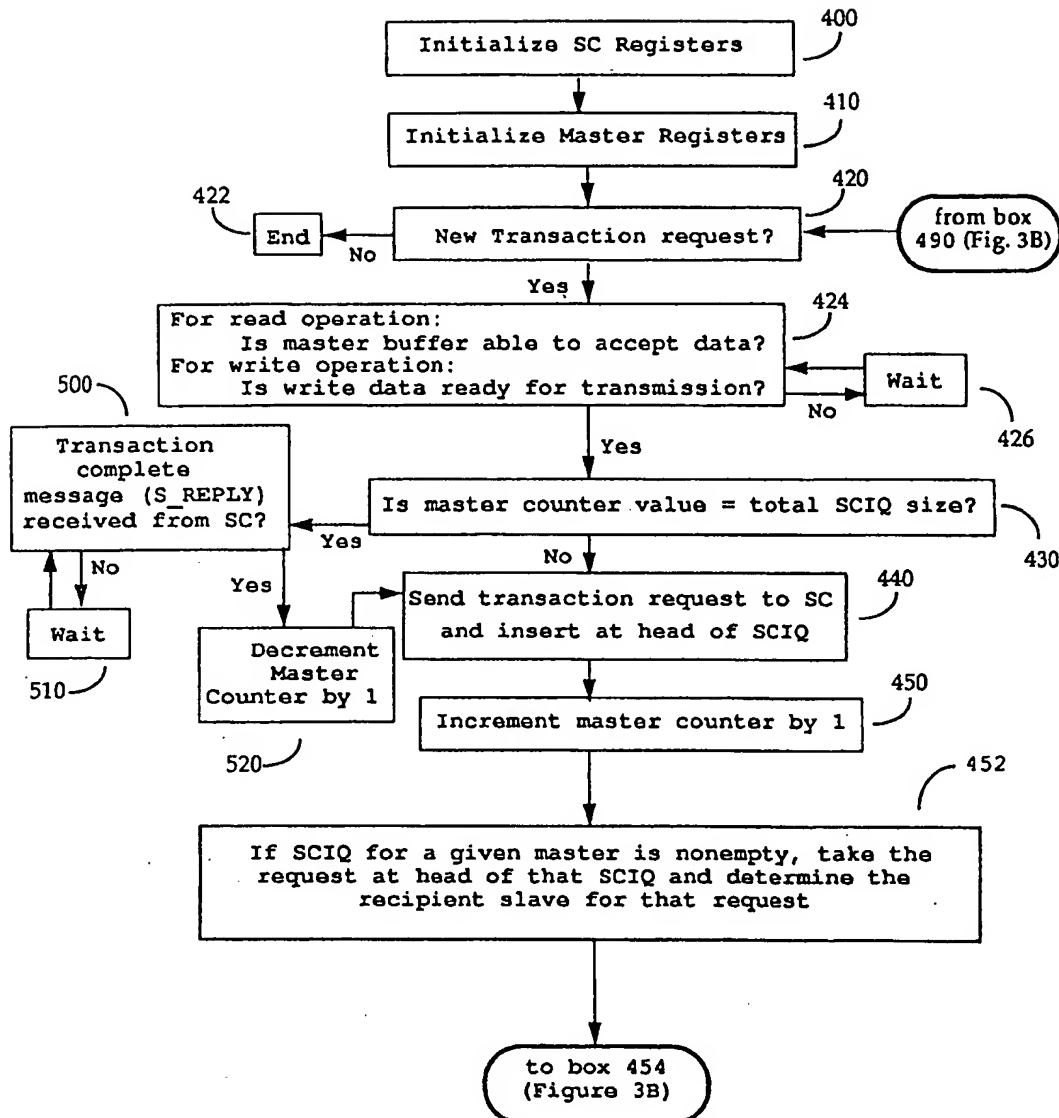 400
Initialize SC Registers
410
Initialize Master Registers
420
422
from box
490 (Fig. 3B)
End
New Transaction request?
No
Yes
424
For read operation:
Is master buffer able to accept data?
For write operation:
Is write data ready for transmission?
Wait
No
426
500
Yes
Transaction
complete
message (S_REPLY)
received from SC?
Is master counter value = total SCIQ size?
430
Yes
No
No
Yes
440
Send transaction request to SC
and insert at head of SCIQ
Wait
510
Decrement
Master
Counter by 1
520
450
Increment master counter by 1
452
If SCIQ for a given master is nonempty, take the
request at head of that SCIQ and determine the
recipient slave for that request
to box 454
(Figure 3B)